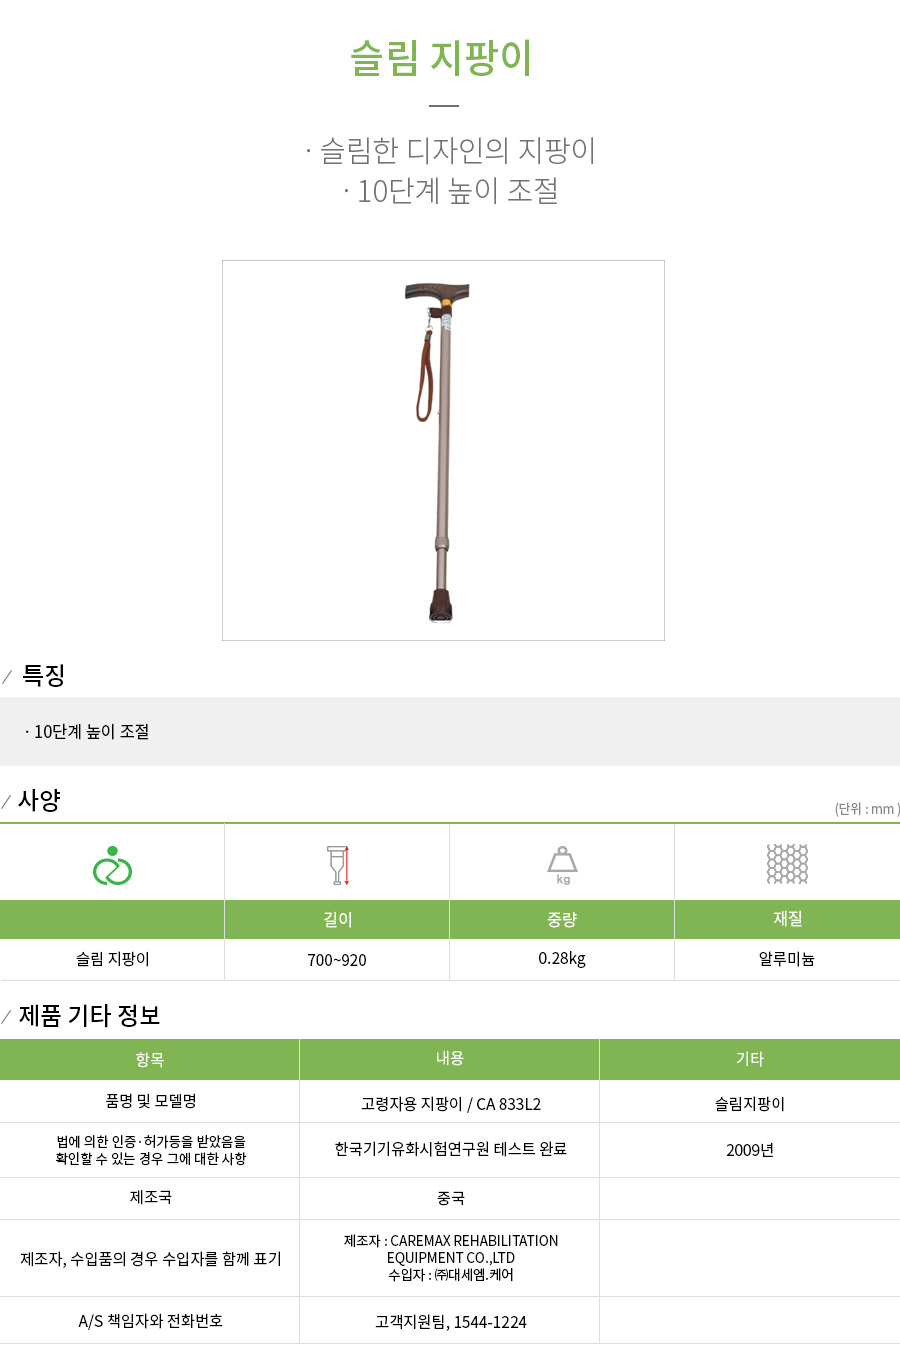 슬림 지팡이
· 슬림한 디자인의 지팡이
· 10단계 높이 조절
특징
· 10단계 높이 조절
사양
(단위 : mm )
kg
길이 중량 재질
슬림 지팡이 700~920 0.28kg 알루미늄
제품 기타 정보
항목 내용 기타
품명 및 모델명 고령자용 지팡이 / CA 833L2 슬림지팡이
법에 의한 인증·허가등을 받았음을
확인할 수 있는 경우 그에 대한 사항
한국기기유화시험연구원 테스트 완료 2009년
제조국 중국
제조자, 수입품의 경우 수입자를 함께 표기
제조자 : CAREMAX REHABILITATION
EQUIPMENT CO.,LTD
수입자 : ㈜대세엠.케어
A/S 책임자와 전화번호 고객지원팀, 1544-1224